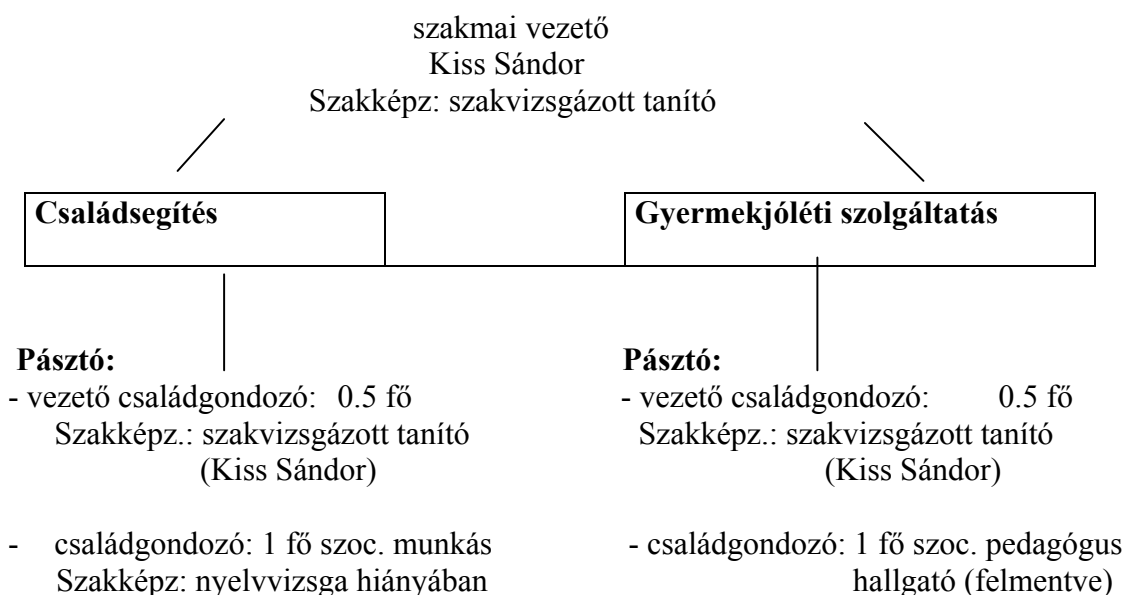 szakmai vezető
Kiss Sándor
Szakképz: szakvizsgázott tanító
Családsegítés
Gyermekjóléti szolgáltatás
Pásztó:
- vezető családgondozó: 0.5 fő
Szakképz.: szakvizsgázott tanító
(Kiss Sándor)
- családgondozó: 1 fő szoc. munkás
Szakképz: nyelvvizsga hiányában
Pásztó:
- vezető családgondozó: 0.5 fő
Szakképz.: szakvizsgázott tanító
(Kiss Sándor)
- családgondozó: 1 fő szoc. pedagógus
hallgató (felmentve)